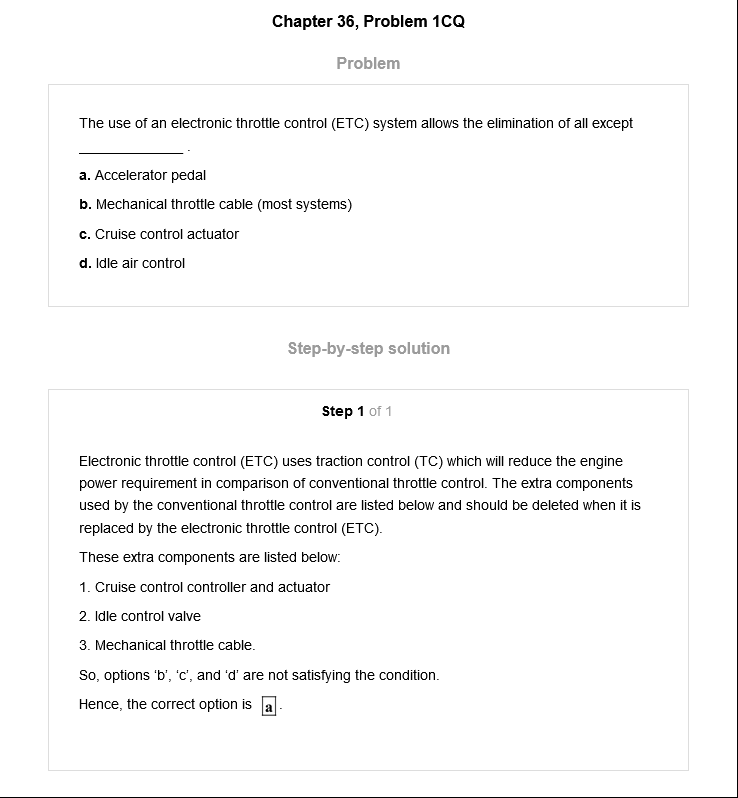 Chapter 36, Problem 1CQ
Problem
The use of an electronic throttle control (ETC) system allows the elimination of all except
_____________ .
a. Accelerator pedal
b. Mechanical throttle cable (most systems)
c. Cruise control actuator
d. Idle air control
Step-by-step solution
Step 1 of 1
Electronic throttle control (ETC) uses traction control (TC) which will reduce the engine
power requirement in comparison of conventional throttle control. The extra components
used by the conventional throttle control are listed below and should be deleted when it is
replaced by the electronic throttle control (ETC).
These extra components are listed below:
1. Cruise control controller and actuator
2. Idle control valve
3. Mechanical throttle cable.
So, options ‘b’, ‘c’, and ‘d’ are not satisfying the condition.
Hence, the correct option is a .